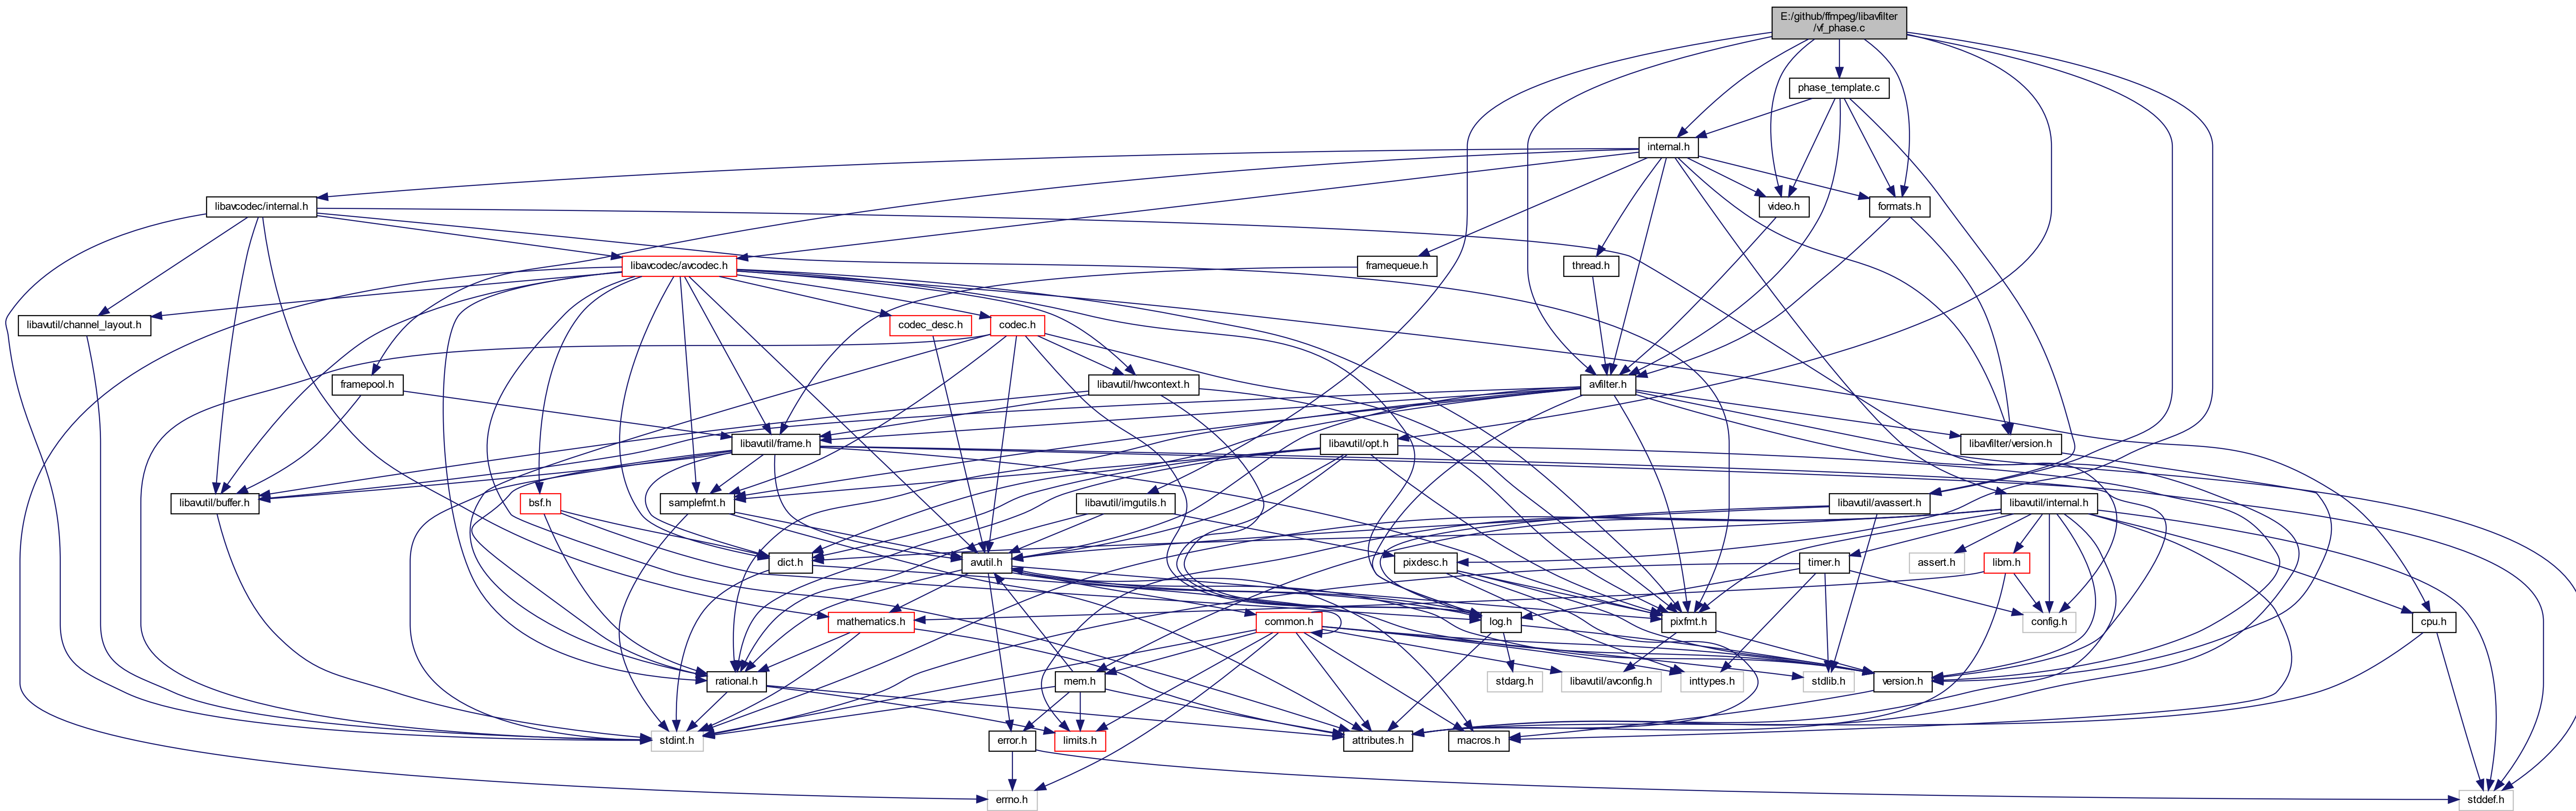 E:/github/ffmpeg/libavfilter
/vf_phase.c
phase_template.c
internal.h
libavcodec/internal.h
video.h
formats.h
libavcodec/avcodec.h
framequeue.h
thread.h
libavutil/channel_layout.h
codec_desc.h
codec.h
framepool.h
libavutil/hwcontext.h
avfilter.h
libavutil/frame.h
libavutil/opt.h
libavfilter/version.h
libavutil/buffer.h
bsf.h
samplefmt.h
libavutil/imgutils.h
libavutil/avassert.h
libavutil/internal.h
dict.h
avutil.h
pixdesc.h
timer.h
assert.h
libm.h
mathematics.h
common.h
log.h
pixfmt.h
config.h
cpu.h
rational.h
mem.h
stdarg.h
libavutil/avconfig.h
inttypes.h
stdlib.h
version.h
stdint.h
error.h
limits.h
attributes.h
macros.h
errno.h
stddef.h